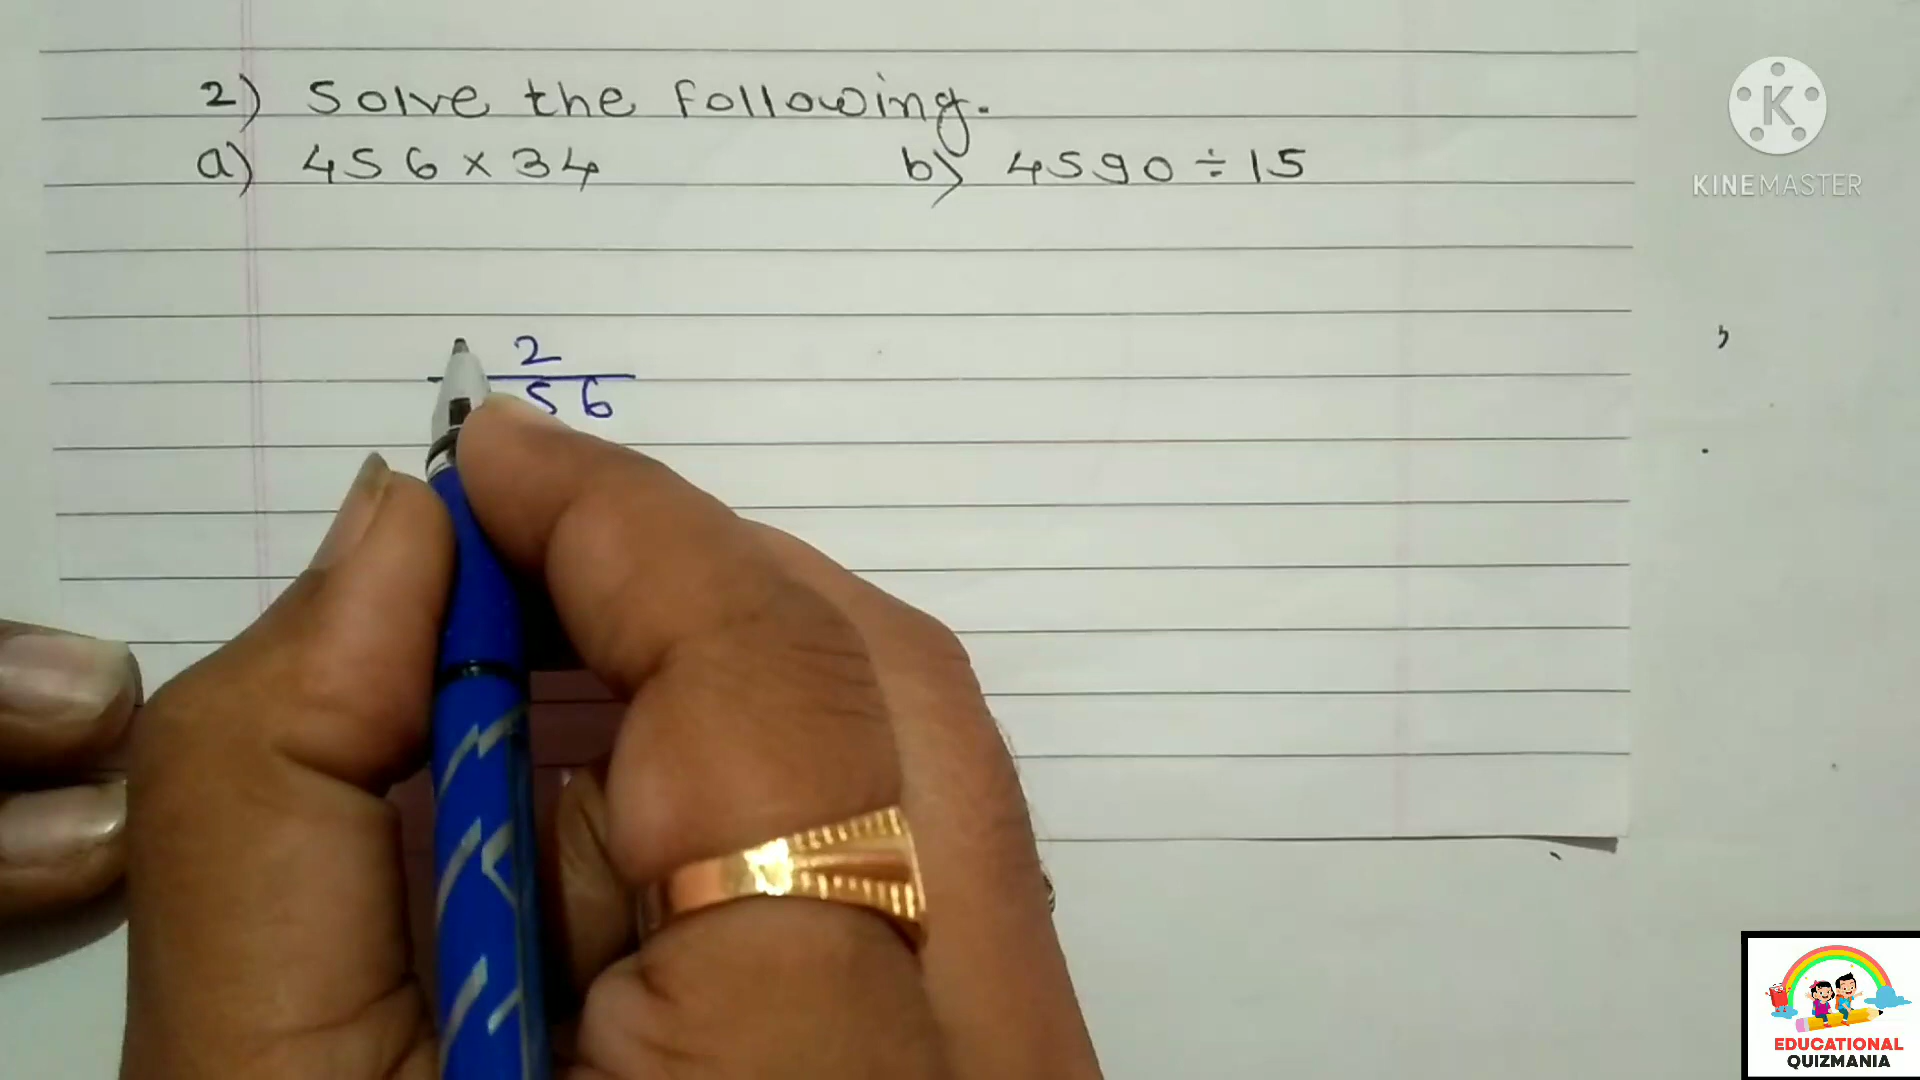 2) Solve the following.
a) 456 × 34 b) 4590 ÷ 15
2
56
KINEMASTER
EDUCATIONAL
QUIZMANIA